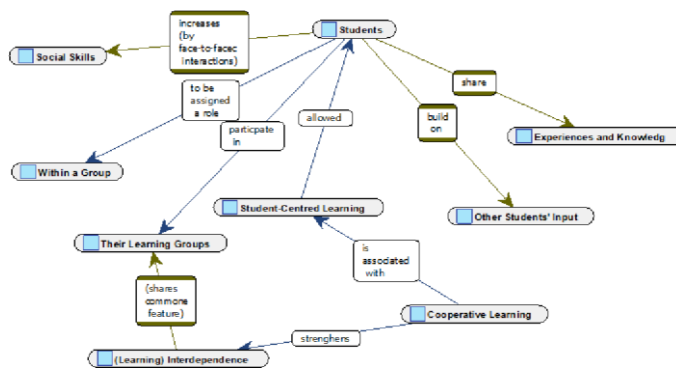 increases
(by
face-to-facec
interactions)
Students
Social Skills
to be
assigned
a role
share
allowed
particpate
in
build
on
Experiences and Knowledg
Within a Group
Student-Centred Learning
Other Students' Input
Their Learning Groups
is
associated
with
(shares
commone
feature)
Cooperative Learning
strenghens
(Learning) Interdependence